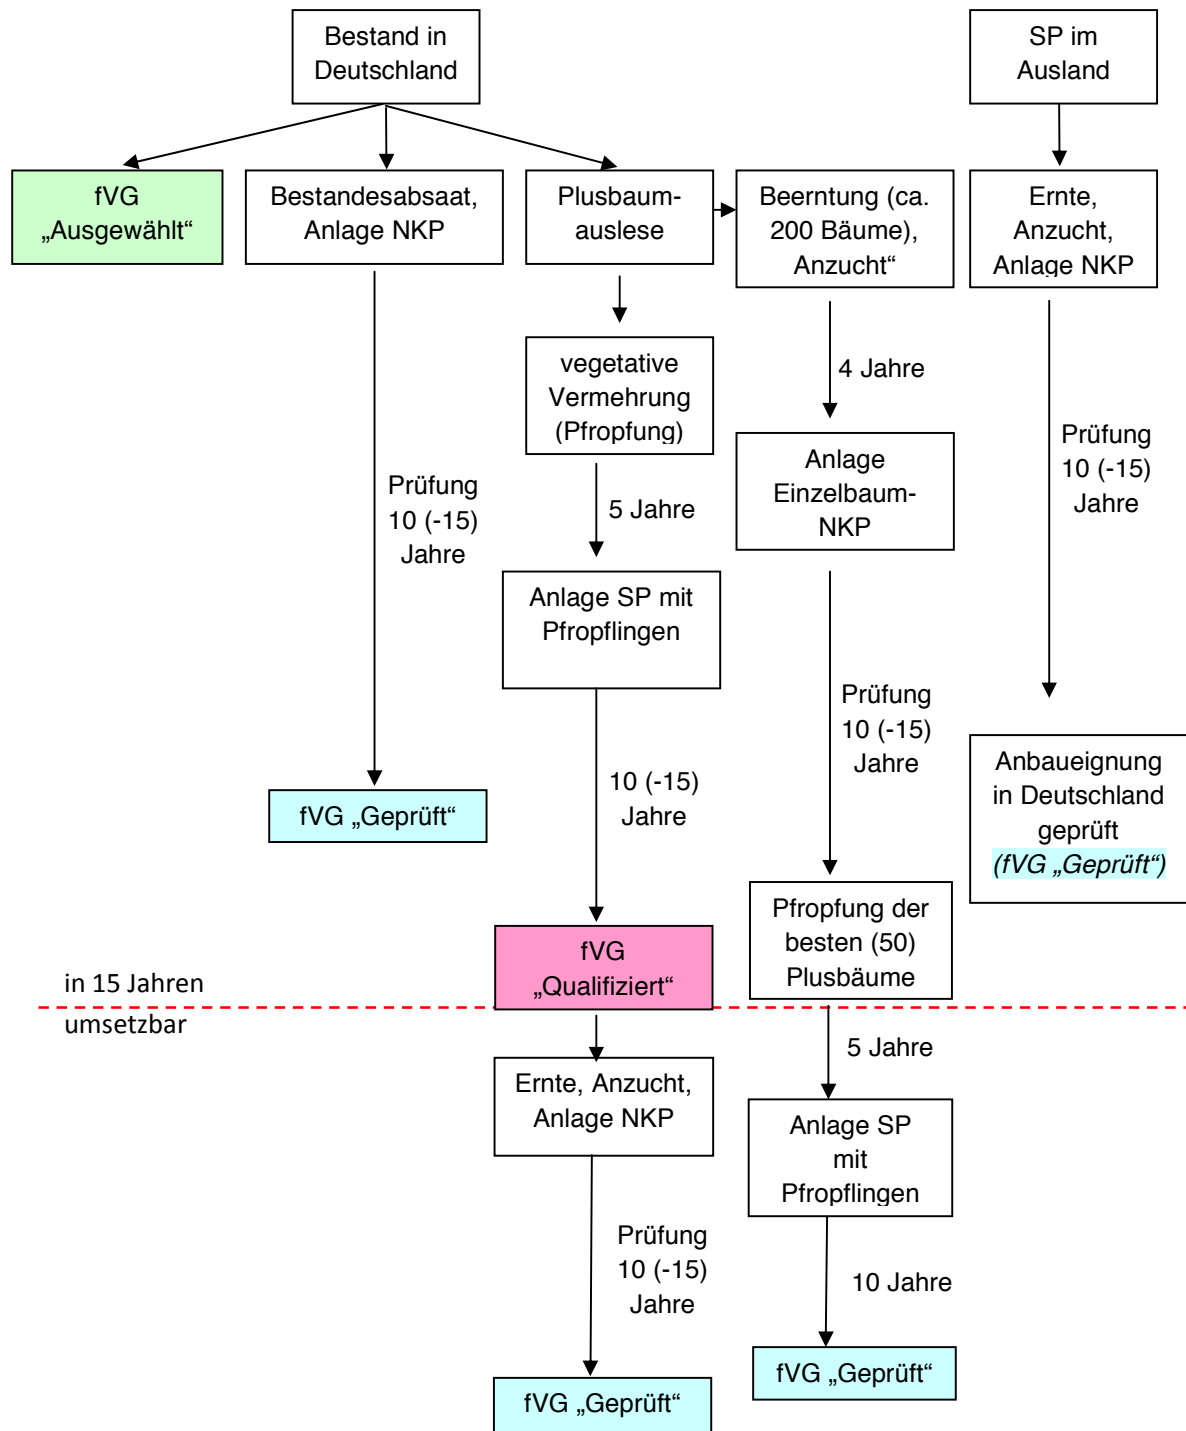 Bestand in
Deutschland
SP im
Ausland
fVG
„Ausgewählt“
Bestandesabsaat,
Anlage NKP
Plusbaum-
auslese
Beerntung (ca.
200 Bäume),
Anzucht“
Ernte,
Anzucht,
Anlage NKP
vegetative
Vermehrung
(Pfropfung)
4 Jahre
Prüfung
10 (-15)
Jahre
5 Jahre
Anlage
Einzelbaum-
NKP
Prüfung
10 (-15)
Jahre
Anlage SP mit
Pfropflingen
Prüfung
10 (-15)
Jahre
10 (-15)
Jahre
fVG „Geprüft“
Anbaueignung
in Deutschland
geprüft
(fVG „Geprüft“)
fVG
„Qualifiziert“
Pfropfung der
besten (50)
Plusbäume
in 15 Jahren
umsetzbar
Ernte, Anzucht,
Anlage NKP
5 Jahre
Anlage SP
mit
Pfropflingen
Prüfung
10 (-15)
Jahre
10 Jahre
fVG „Geprüft“
fVG „Geprüft“